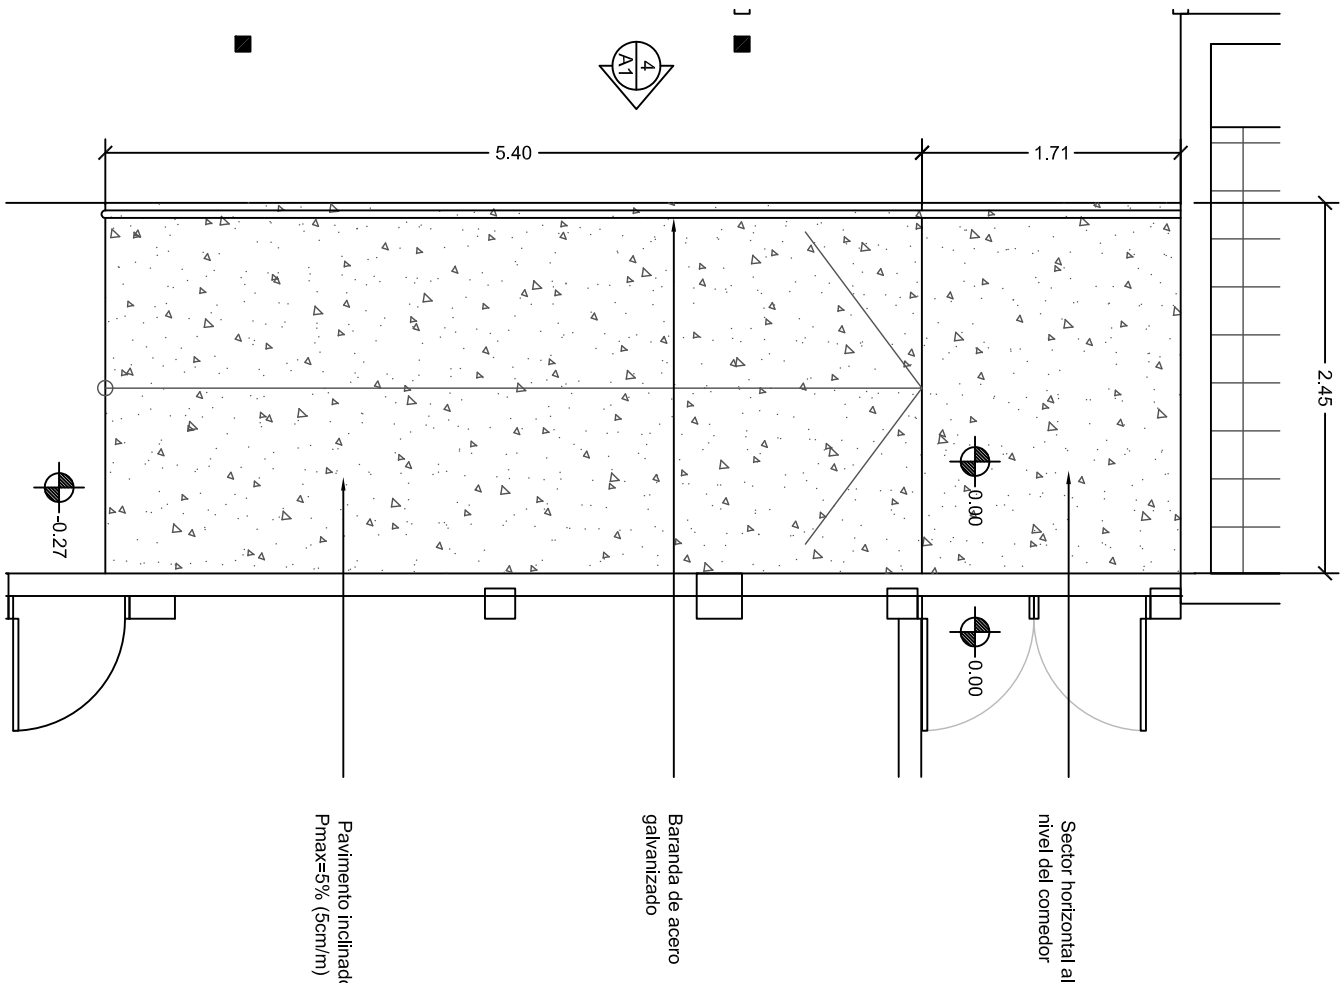 4
A1
5.40
1.71
2.45
-0.27
0.00
0.00
Sector horizontal al
nivel del comedor
Baranda de acero
galvanizado
Pavimento inclinado
Pmax=5% (5cm/m)